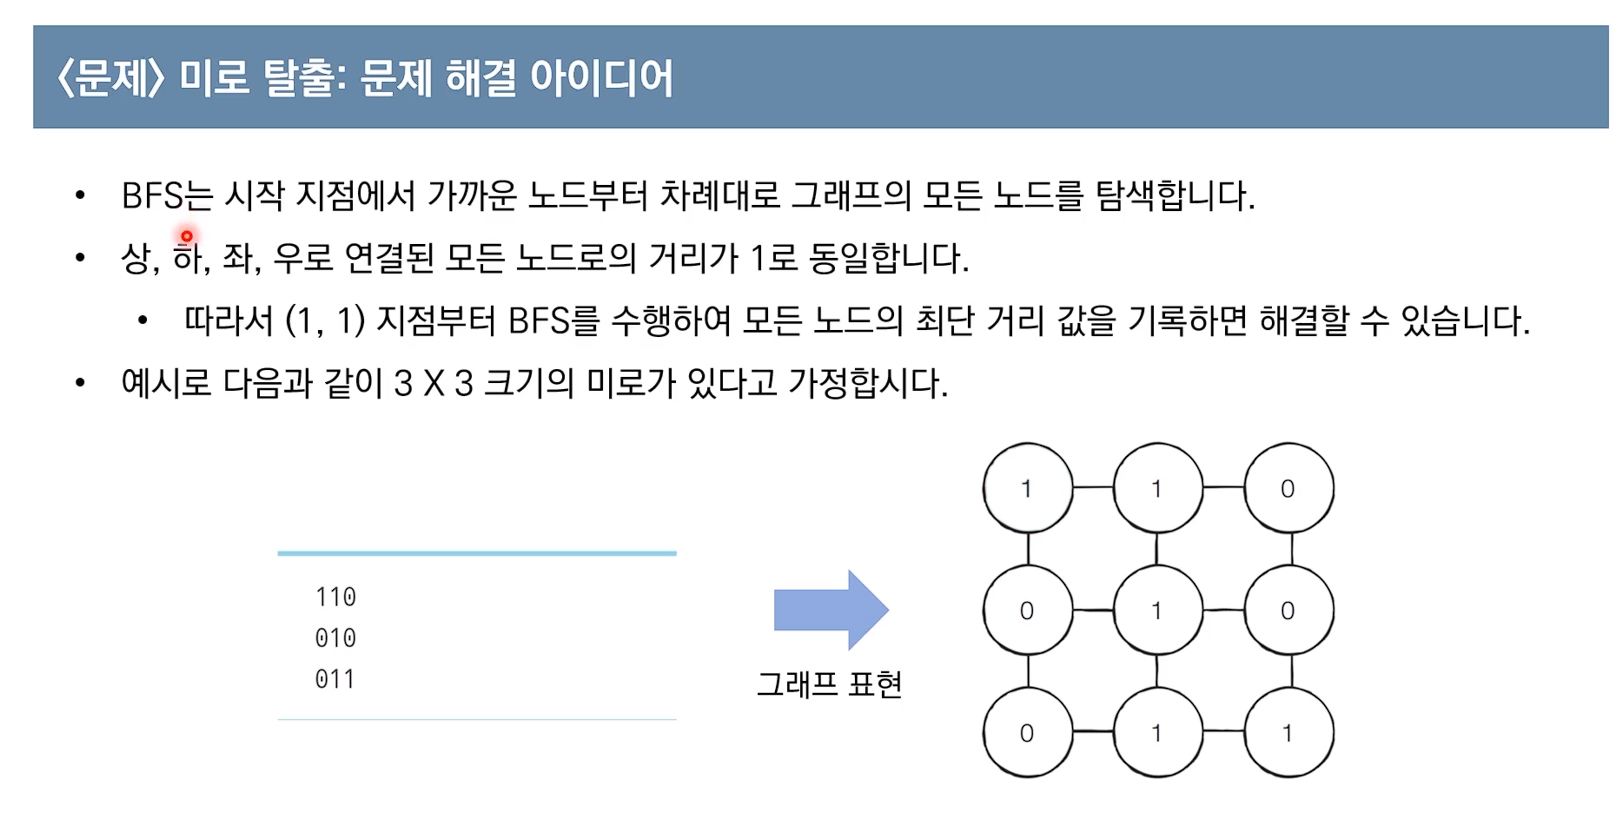 <문제> 미로 탈출: 문제 해결 아이디어
• BFS는 시작 지점에서 가까운 노드부터 차례대로 그래프의 모든 노드를 탐색합니다.
• 상, 하, 좌, 우로 연결된 모든 노드로의 거리가 1로 동일합니다.
• 따라서 (1, 1) 지점부터 BFS를 수행하여 모든 노드의 최단 거리 값을 기록하면 해결할 수 있습니다.
• 예시로 다음과 같이 3 X 3 크기의 미로가 있다고 가정합시다.
110
010
011
그래프 표현
1 1 0
0 1 0
0 1 1